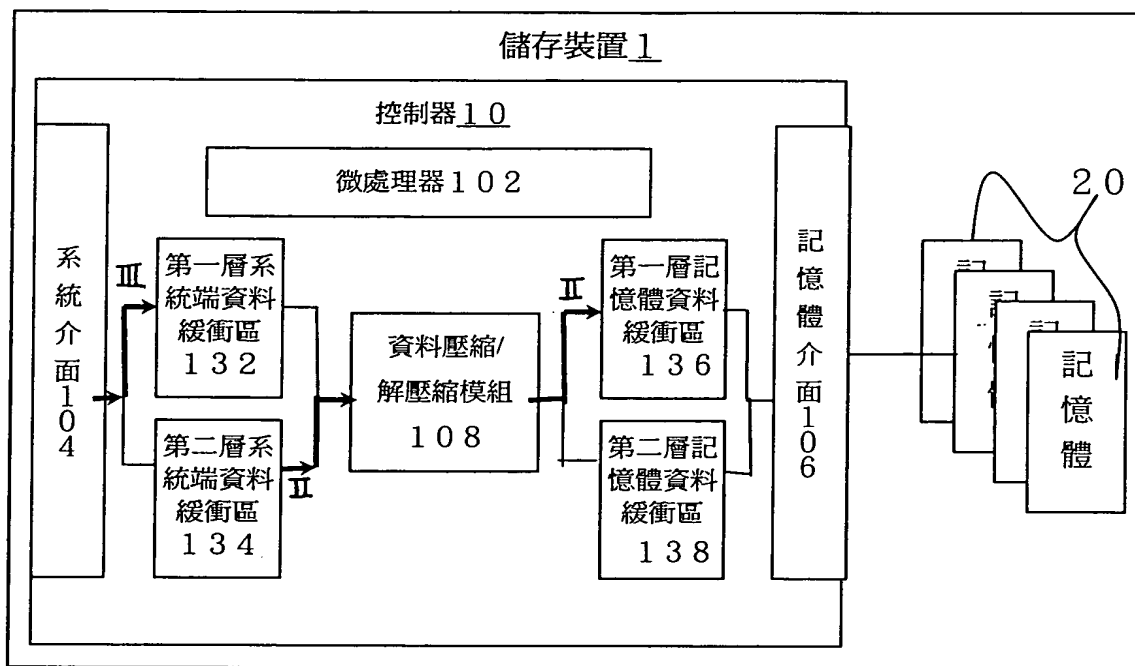 儲存裝置1
控制器10
微處理器102
系統介面104
III
第一層系
統端資料
緩衝區
132
第二層系
統端資料
緩衝區
134
II
資料壓縮/
解壓縮模組
108
II
第一層記
憶體資料
緩衝區
136
第二層記
憶體資料
緩衝區
138
記憶體介面106
20
記
記
記
記憶體